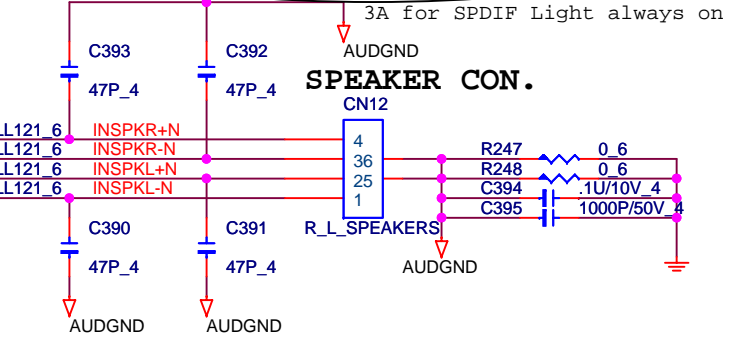 3A for SPDIF Light always on
C393
C392
AUDGND
47P_4
47P_4
SPEAKER CON.
CN12
LL121_6 INSPKR+N
LL121_6 INSPKR-N
LL121_6 INSPKL+N
LL121_6 INSPKL-N
4
36
25
1
R247 0_6
R248 0_6
C394 .1U/10V_4
C395 1000P/50V_4
C390
C391
R_L_SPEAKERS
47P_4
47P_4
AUDGND
AUDGND
AUDGND